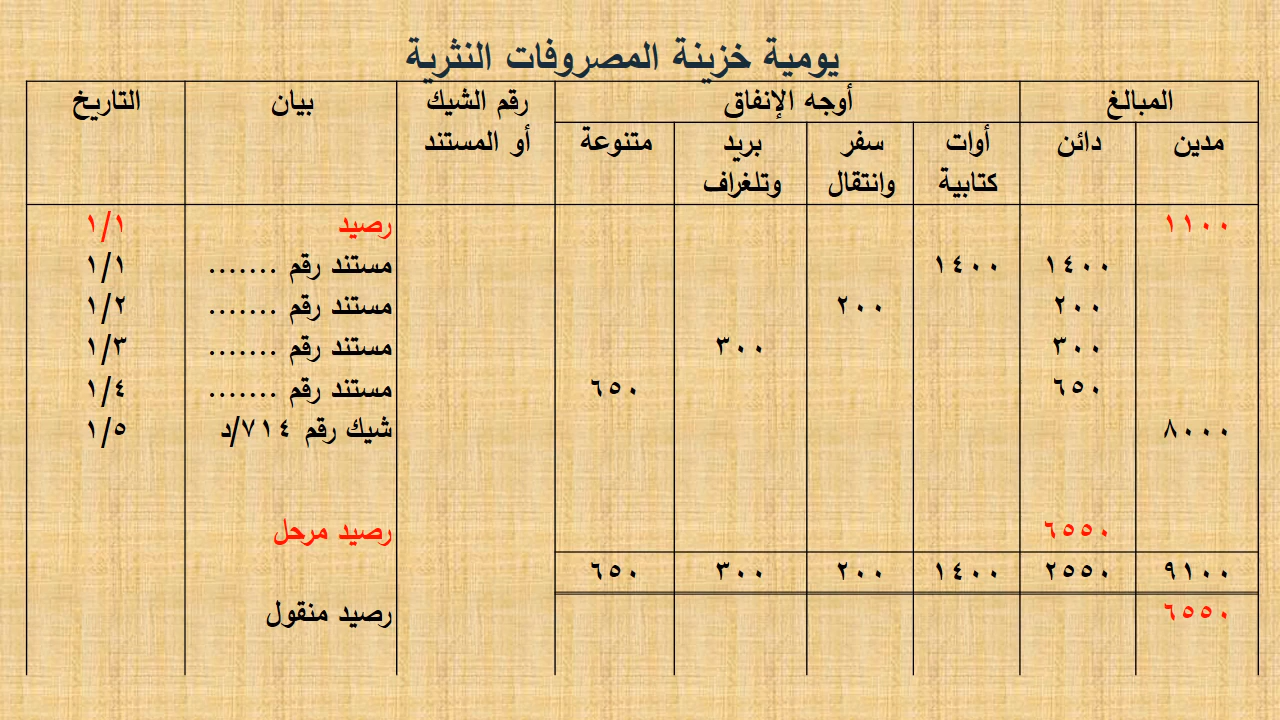 يومية خزينة المصروفات النثرية
المبالغ أوجه الإنفاق رقم الشيك بيان التاريخ
مدين دائن أوات سفر بريد متنوعة أو المستند
كتابية وانتقال وتلغراف
١١٠٠ رصيد ١/١
١٤٠٠ ١٤٠٠ مستند رقم ....... ١/١
٢٠٠ ٢٠٠ مستند رقم ....... ١/٢
٣٠٠ ٣٠٠ مستند رقم ....... ١/٣
٦٥٠ ٦٥٠ مستند رقم ....... ١/٤
٨٠٠٠ شيك رقم ٧١٤/د ١/٥
٦٥٥٠ رصيد مرحل
٩١٠٠ ٢٥٥٠ ١٤٠٠ ٢٠٠ ٣٠٠ ٦٥٠
٦٥٥٠ رصيد منقول